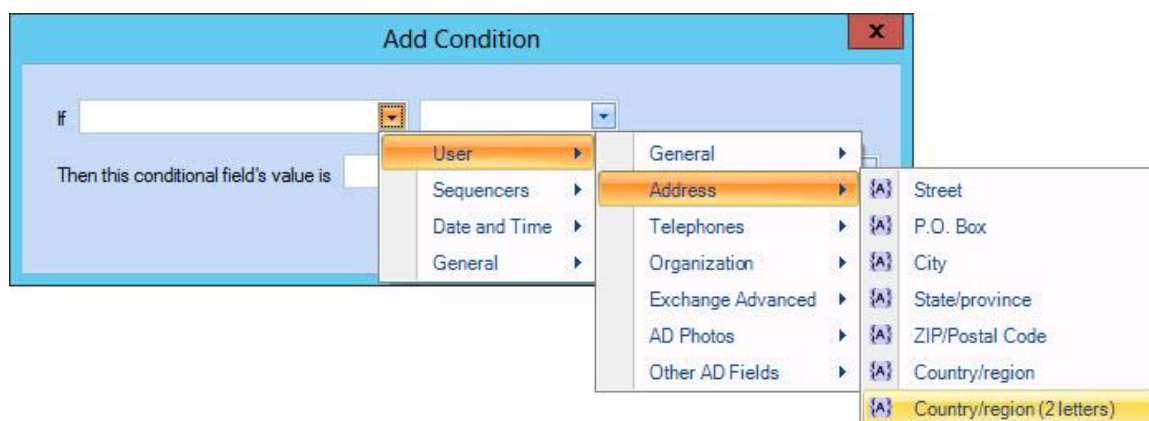 Add Condition
x
If
Then this conditional field's value is
User
Sequencers
Date and Time
General
General
Address
Telephones
Organization
Exchange Advanced
AD Photos
Other AD Fields
{A} Street
{A} P.O. Box
{A} City
{A} State/province
{A} ZIP/Postal Code
{A} Country/region
{A} Country/region (2 letters)